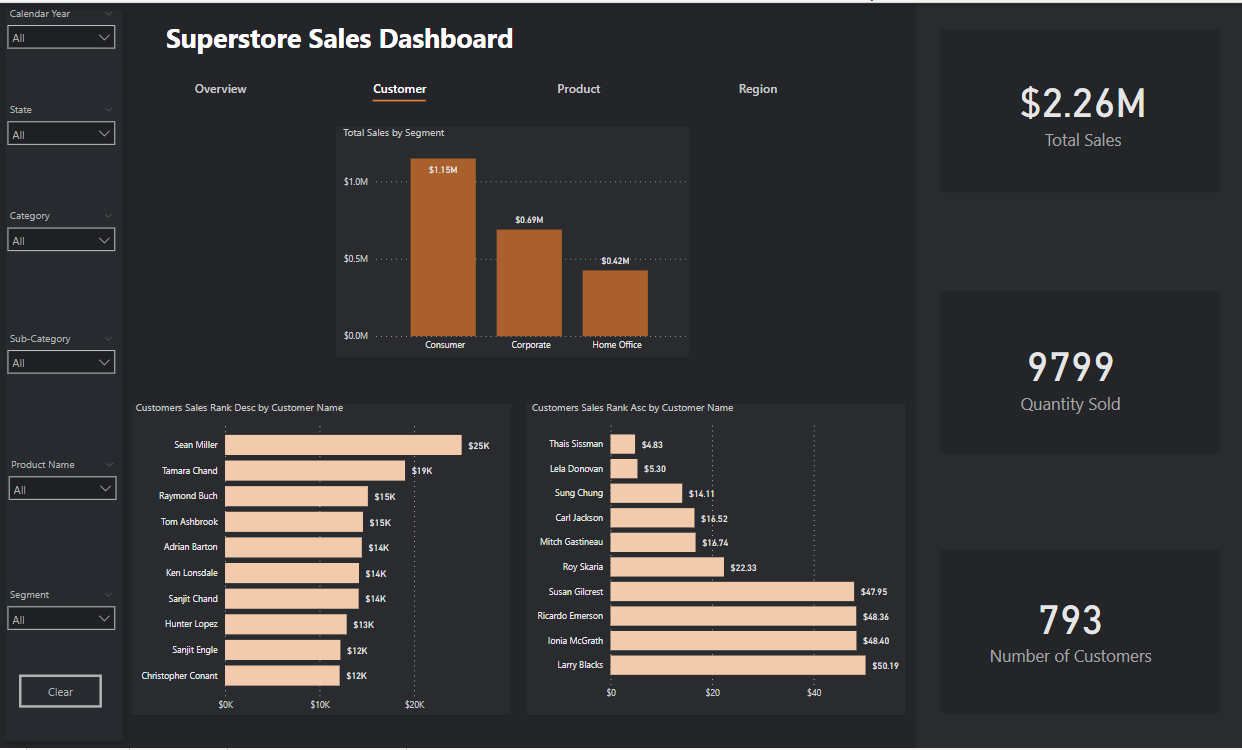 Calendar Year
All
State
All
Category
All
Sub-Category
All
Product Name
All
Segment
All
Clear
Superstore Sales Dashboard
Overview Customer Product Region
Total Sales by Segment
$1.0M
$0.5M
$0.0M
$1.15M
$0.69M
$0.42M
Consumer Corporate Home Office
Customers Sales Rank Desc by Customer Name
Sean Miller $25K
Tamara Chand $19K
Raymond Buch $15K
Tom Ashbrook $15K
Adrian Barton $14K
Ken Lonsdale $14K
Sanjit Chand $14K
Hunter Lopez $13K
Sanjit Engle $12K
Christopher Conant $12K
$0K $10K $20K
Customers Sales Rank Asc by Customer Name
Thais Sissman $4.83
Lela Donovan $5.30
Sung Chung $14.11
Carl Jackson $16.52
Mitch Gastineau $16.74
Roy Skaria $22.33
Susan Gilcrest $47.95
Ricardo Emerson $48.36
Ionia McGrath $48.40
Larry Blacks $50.19
$0 $20 $40
$2.26M
Total Sales
9799
Quantity Sold
793
Number of Customers